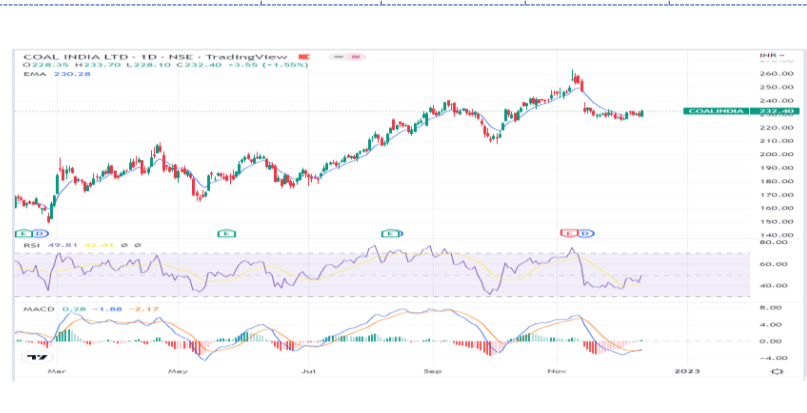 COAL INDIA LTD · 1D · NSE · TradingView
O228.35 H233.70 L228.10 C232.40 +3.55 (+1.55%)
EMA 230.28
INR
270.00
260.00
250.00
240.00
COALINDIA 232.40
220.00
210.00
200.00
190.00
180.00
170.00
160.00
150.00
140.00
E D
E
E D
E D
RSI 49.81 42.41 Ø Ø
80.00
60.00
40.00
MACD 0.28 −1.88 −2.17
8.00
4.00
0.00
−4.00
Mar May Jul Sep Nov 2023